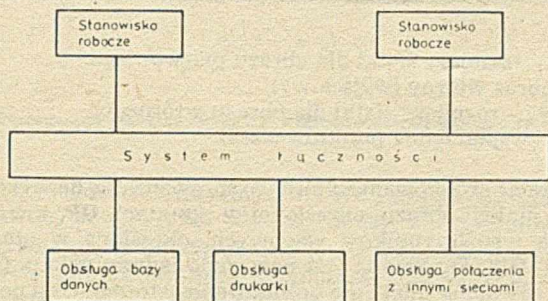 Stanowisko
robocze
Stanowisko
robocze
System łączności
Obsługa bazy
danych
Obsługa
drukarki
Obsługa połączenia
z innymi sieciami